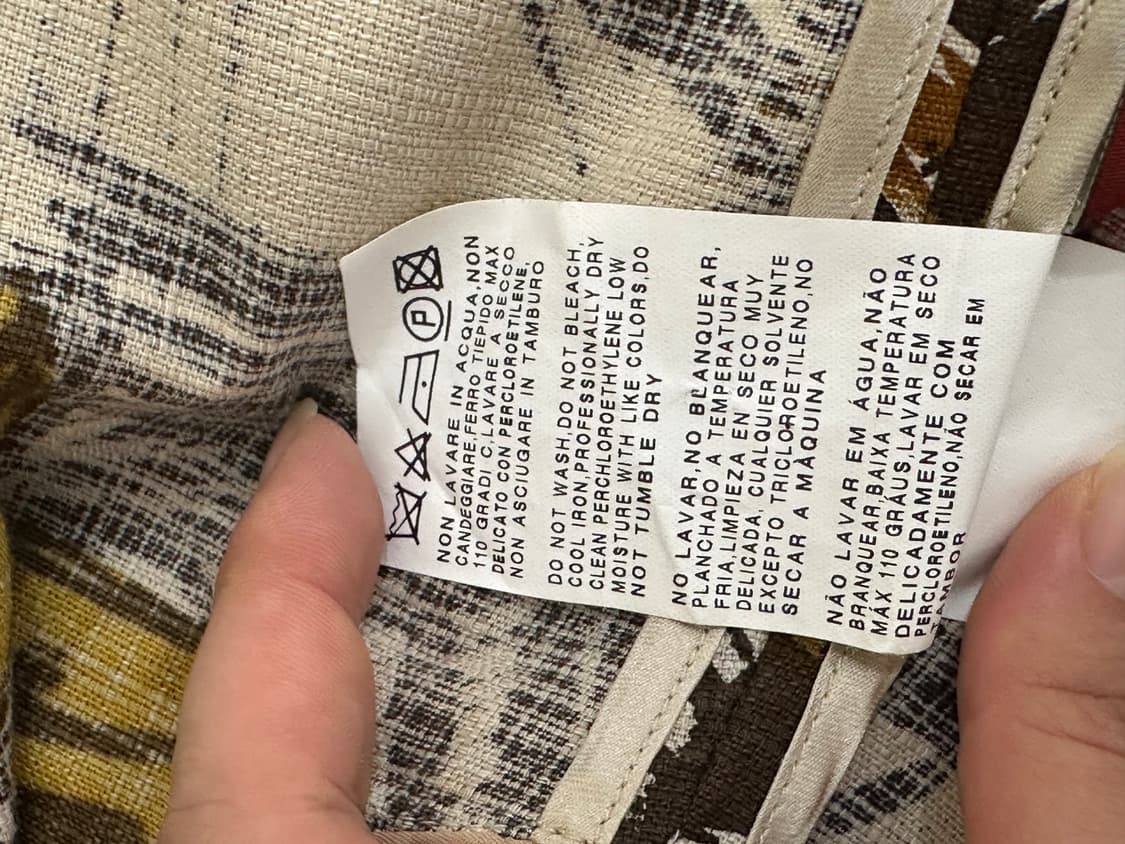 P
NON LAVARE IN ACQUA,NON
CANDEGGIARE,FERRO TIEPIDO MAX
110 GRADI C,LAVARE A SECCO
DELICATO CON PERCLOROETILENE,
NON ASCIUGARE IN TAMBURO
DO NOT WASH,DO NOT BLEACH,
COOL IRON,PROFESSIONALLY DRY
CLEAN PERCHLOROETHYLENE LOW
MOISTURE WITH LIKE COLORS,DO
NOT TUMBLE DRY
NO LAVAR,NO BLANQUEAR,
PLANCHADO A TEMPERATURA
FRIA,LIMPIEZA EN SECO MUY
DELICADA, CUALQUIER SOLVENTE
EXCEPTO TRICLOROETILENO,NO
SECAR A MÀQUINA
NÃO LAVAR EM ÁGUA,NÃO
BRANQUEAR,BAIXA TEMPERATURA
MÁX 110 GRÁUS,LAVAR EM SECO
DELICADAMENTE COM
PERCLOROETILENO,NÃO SECAR EM
TAMBOR